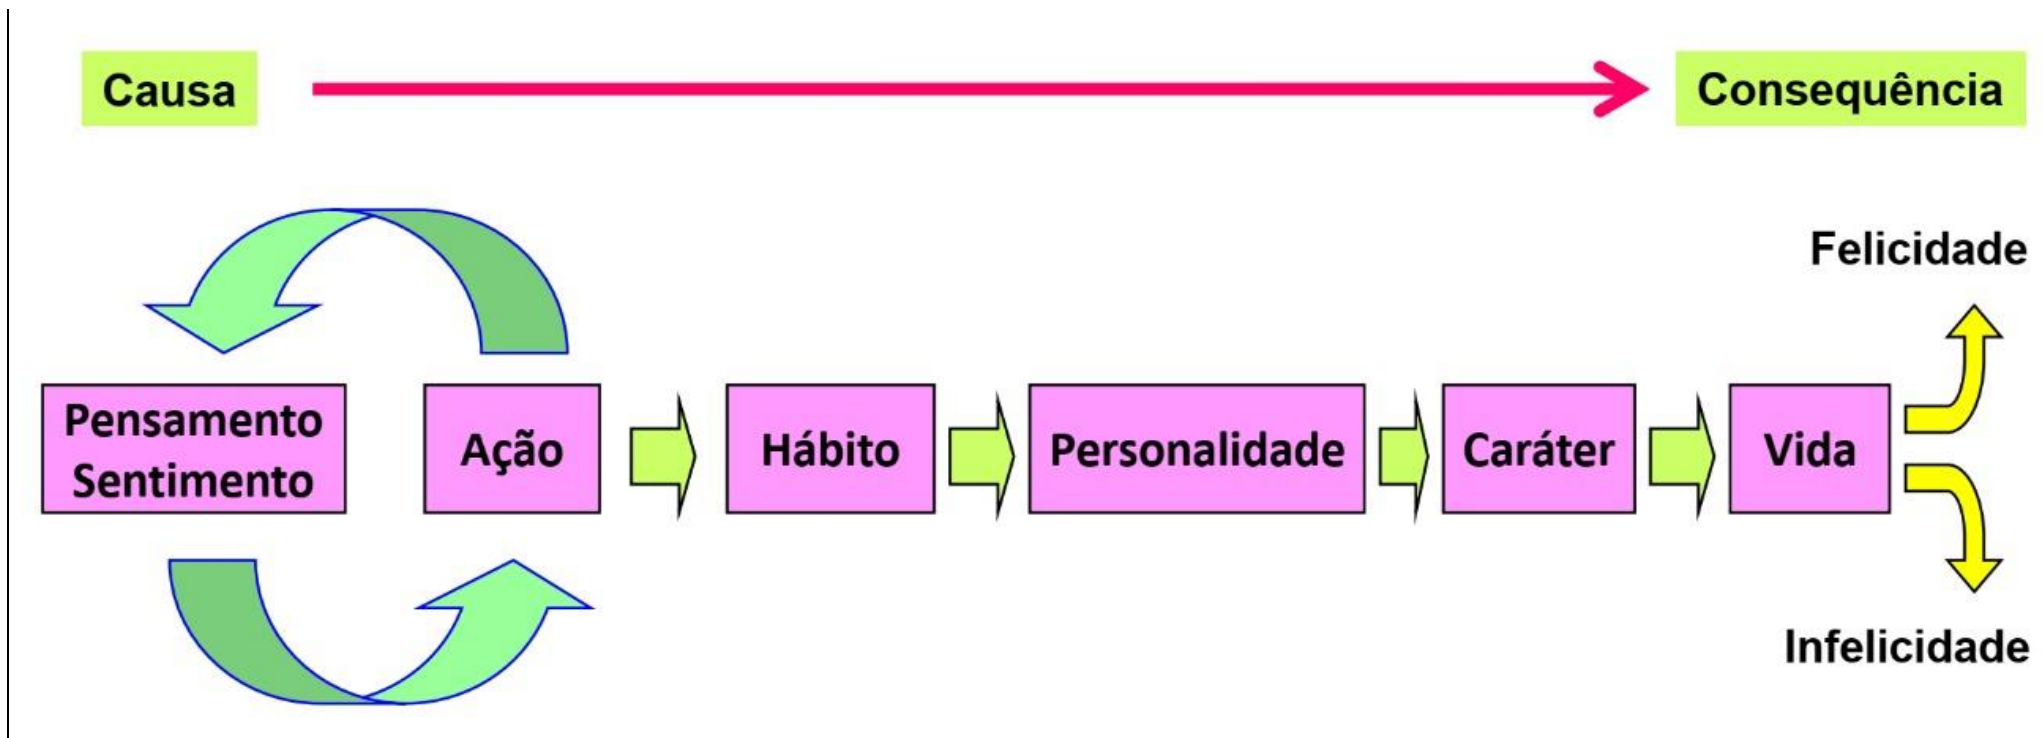 Causa
Consequência
Felicidade
Pensamento
Sentimento
Ação
Hábito
Personalidade
Caráter
Vida
Infelicidade